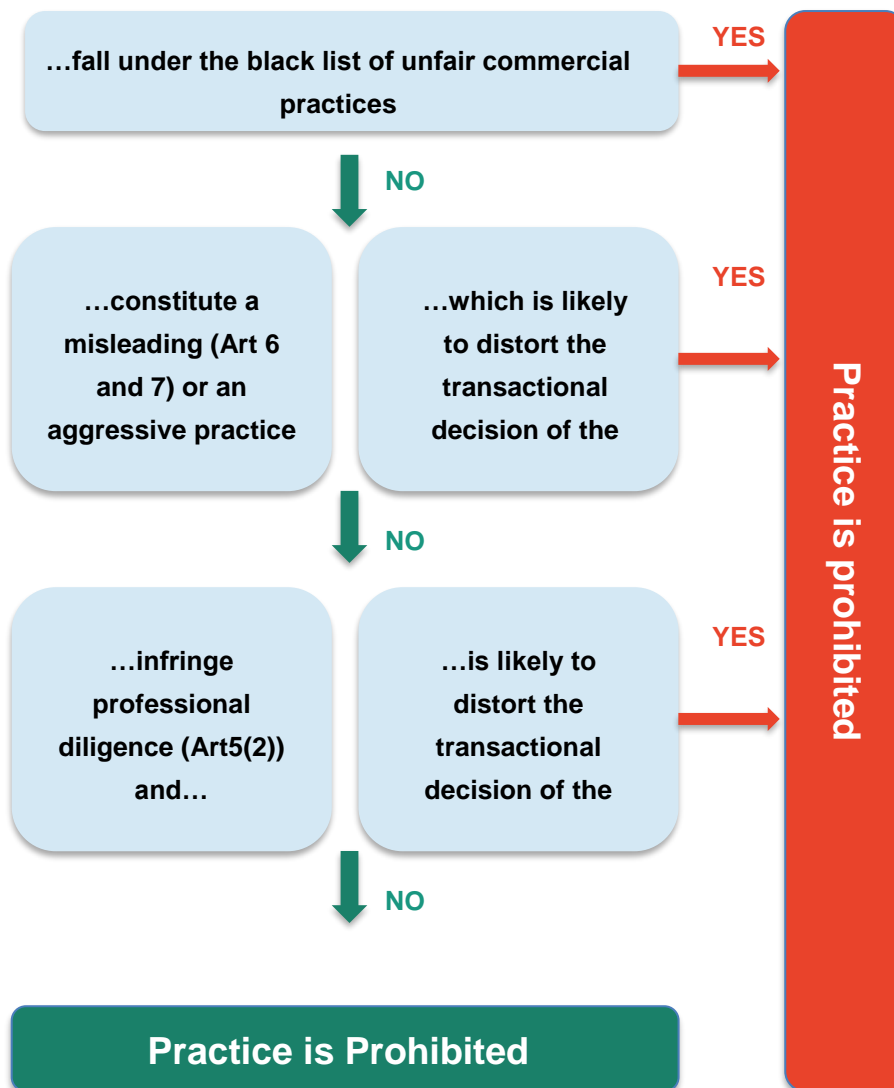 YES
…fall under the black list of unfair commercial
practices
NO
YES
…constitute a
misleading (Art 6
and 7) or an
aggressive practice
…which is likely
to distort the
transactional
decision of the
NO
YES
…infringe
professional
diligence (Art5(2))
and…
…is likely to
distort the
transactional
decision of the
NO
Practice is prohibited
Practice is Prohibited